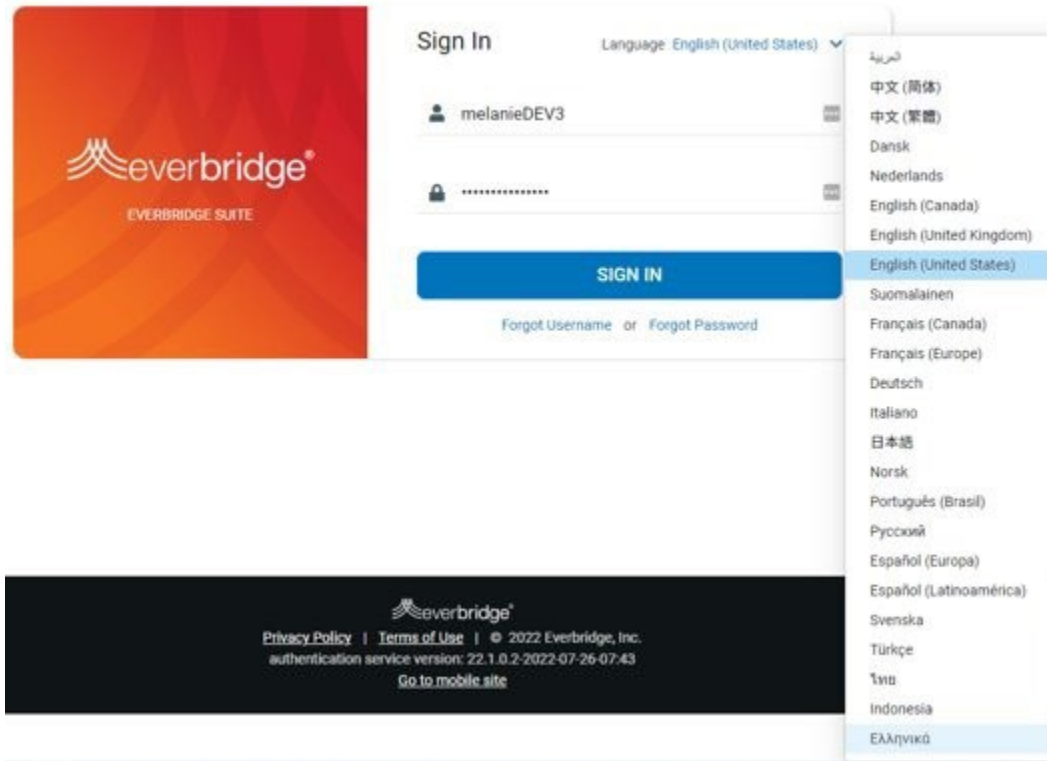 Sign In
Language English (United States)
melanieDEV3
everbridge®
EVERBRIDGE SUITE
SIGN IN
Forgot Username or Forgot Password
العربية
中文 (简体)
中文 (繁體)
Dansk
Nederlands
English (Canada)
English (United Kingdom)
English (United States)
Suomalainen
Français (Canada)
Français (Europe)
Deutsch
Italiano
日本語
Norsk
Português (Brasil)
Русский
Español (Europa)
Español (Latinoamérica)
Svenska
Türkçe
ไทย
Indonesia
Ελληνικά
everbridge®
Privacy Policy | Terms of Use | © 2022 Everbridge, Inc.
authentication service version: 22.1.0.2-2022-07-26-07:43
Go to mobile site